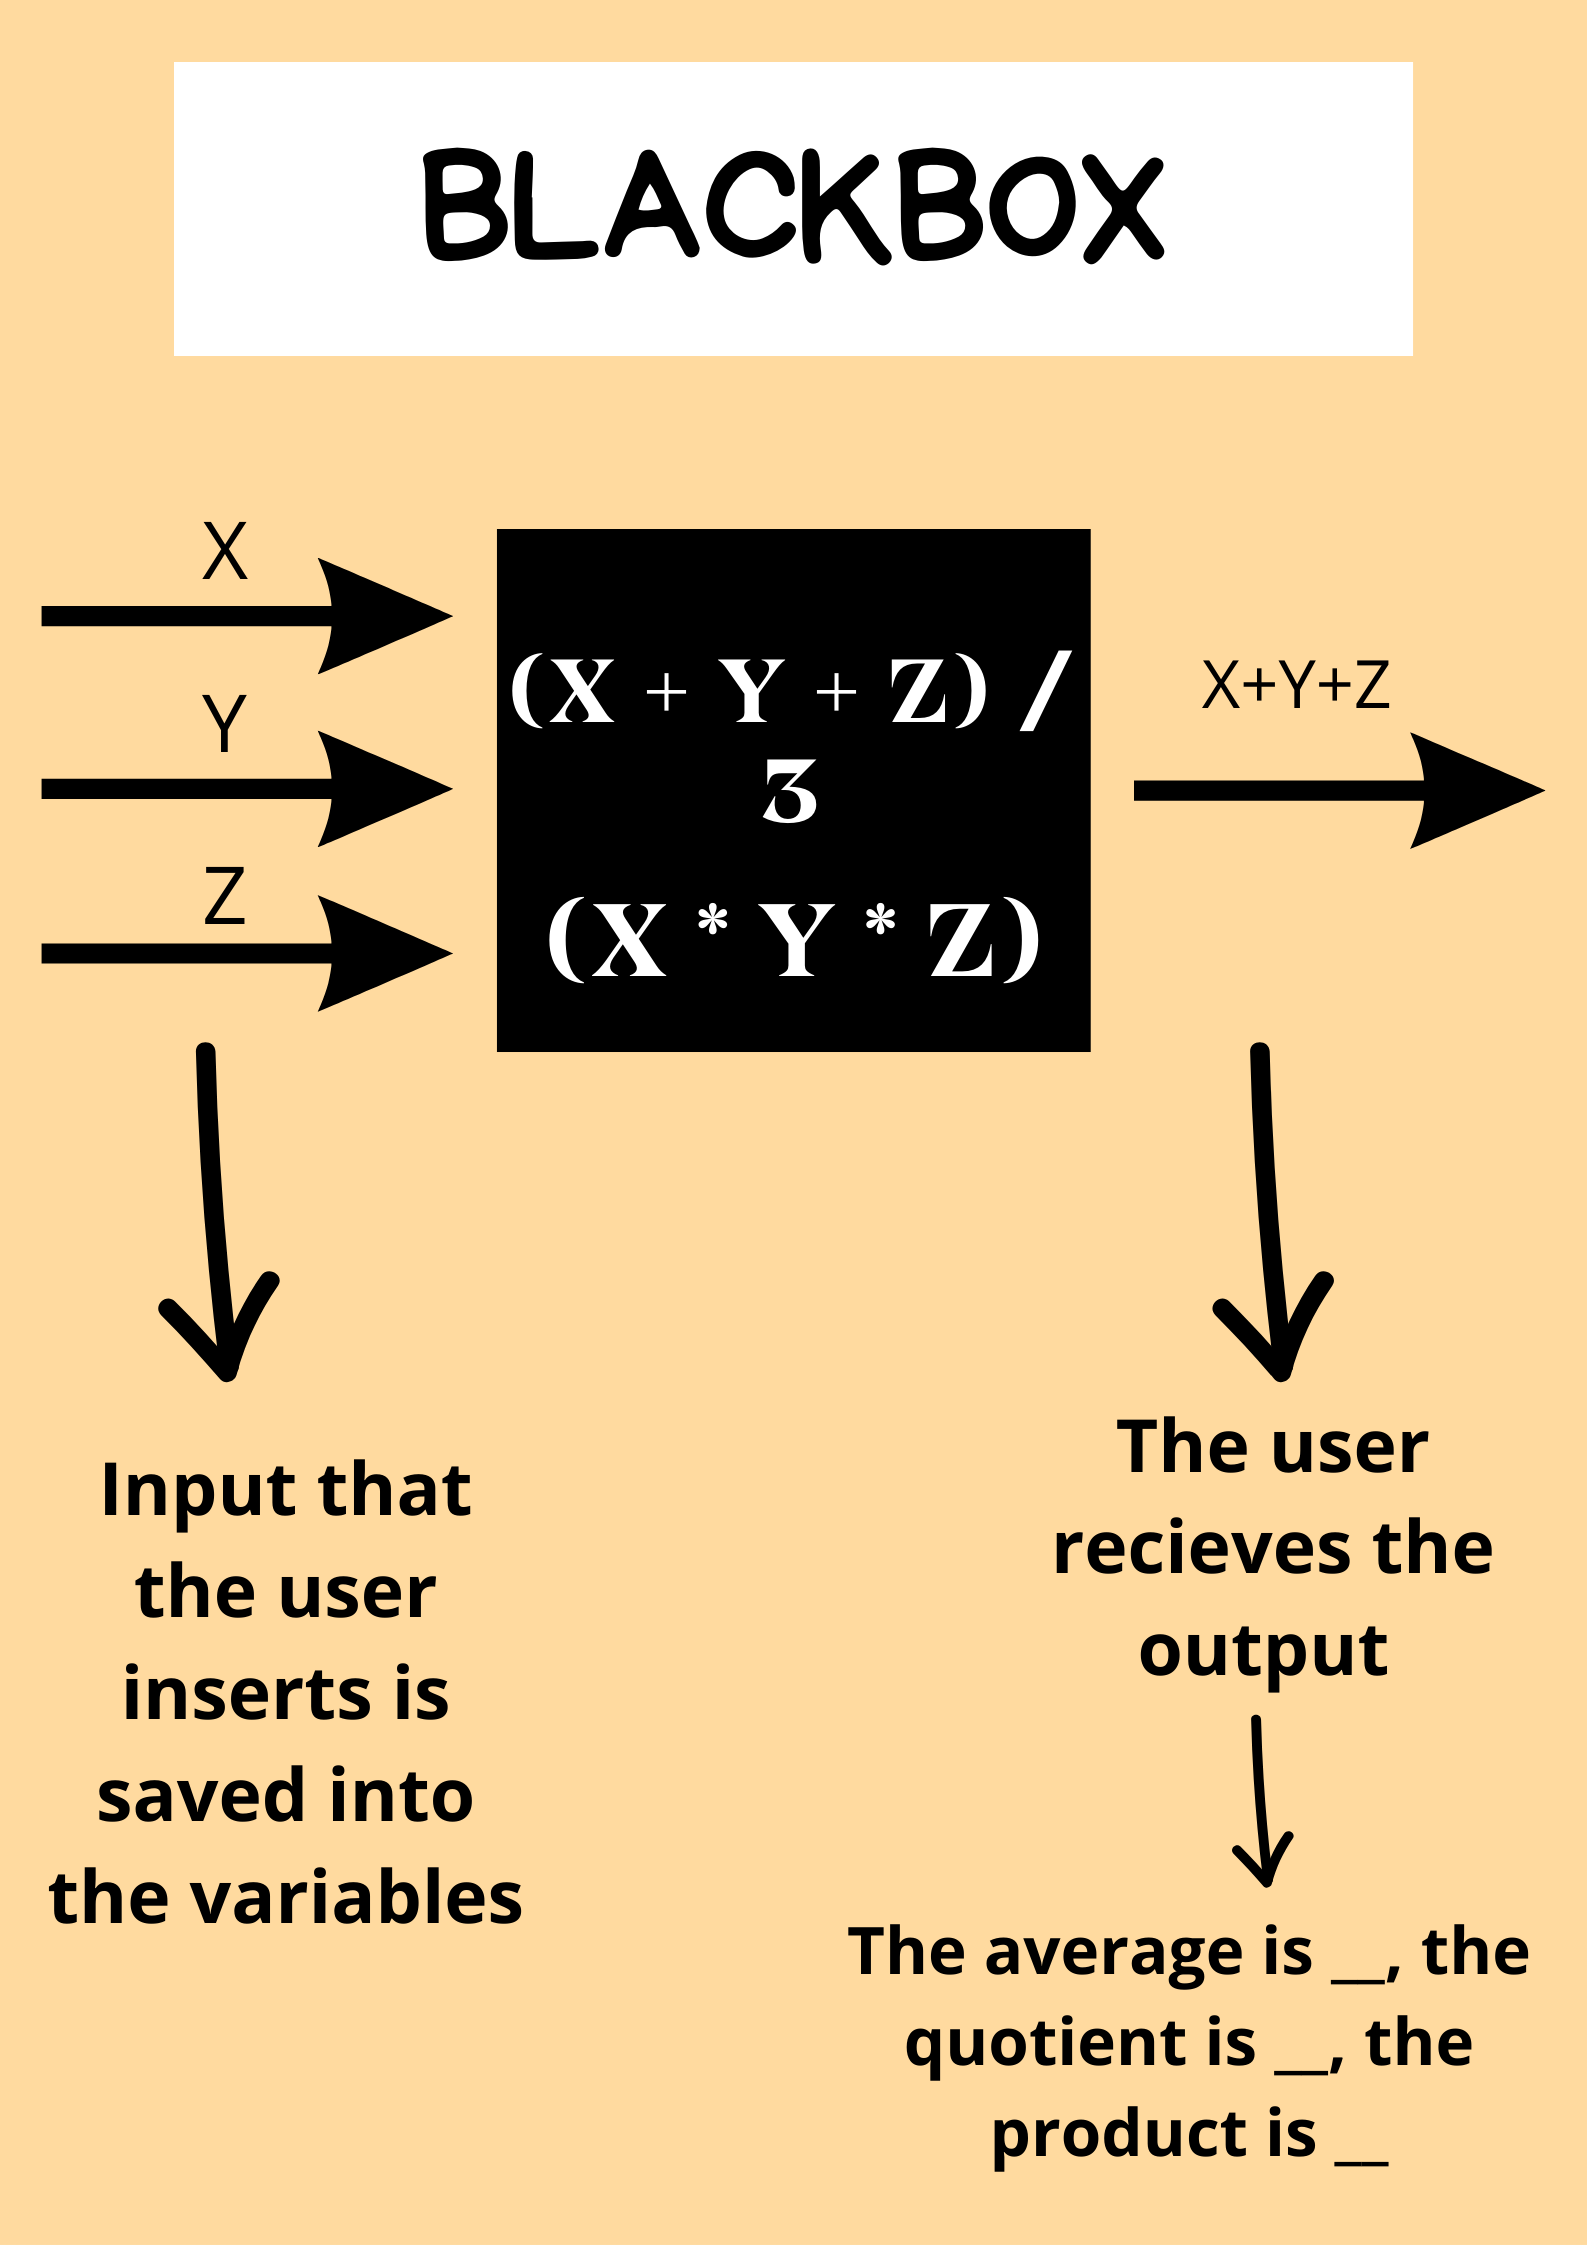 BLACKBOX
X
Y
Z
(X + Y + Z) /
3
(X * Y * Z)
X+Y+Z
Input that
the user
inserts is
saved into
the variables
The user
recieves the
output
The average is __, the
quotient is __, the
product is __